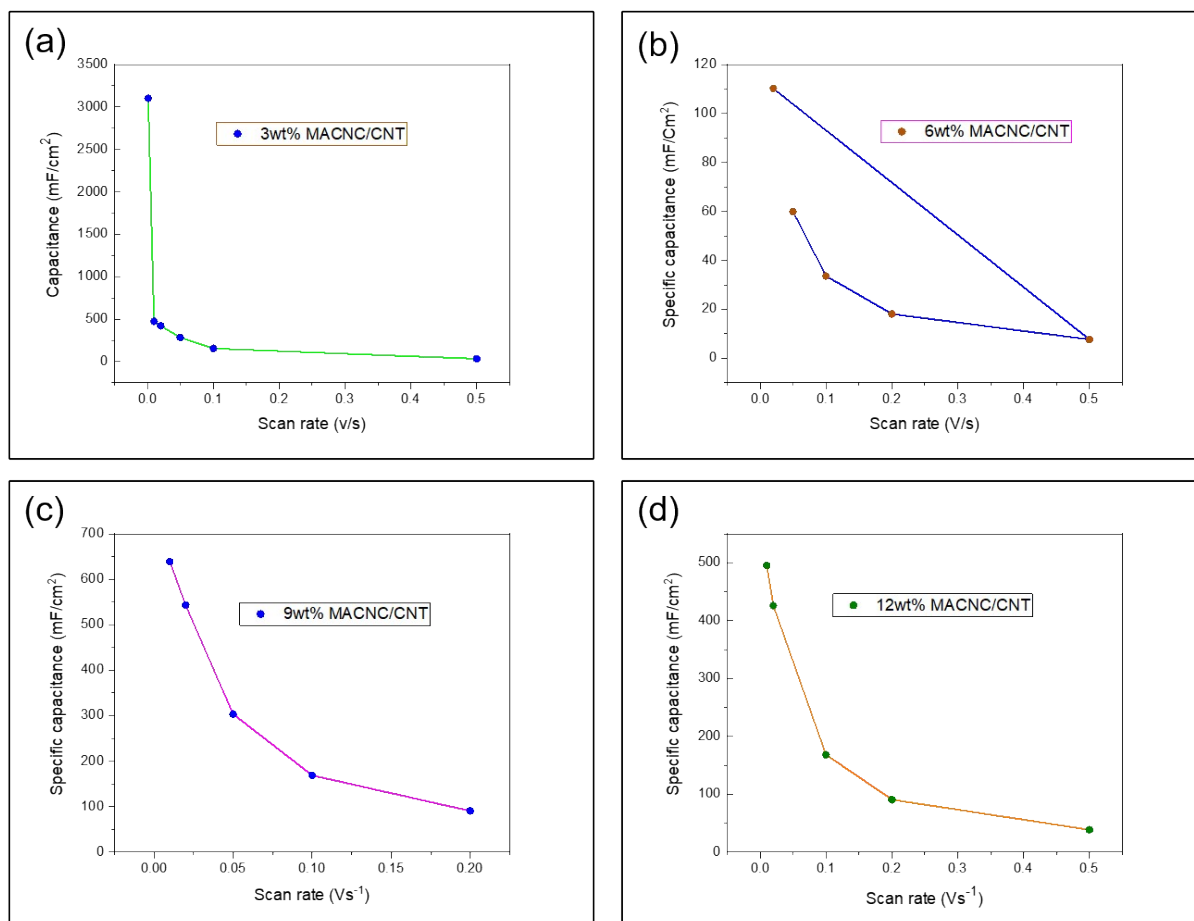 (a)
3500
3000
2500
2000
1500
1000
500
0
Capacitance (mF/cm²)
3wt% MACNC/CNT
0.0 0.1 0.2 0.3 0.4 0.5
Scan rate (v/s)
(b)
120
100
80
60
40
20
0
Specific capacitance (mF/Cm²)
6wt% MACNC/CNT
0.0 0.1 0.2 0.3 0.4 0.5
Scan rate (V/s)
(c)
700
600
500
400
300
200
100
0
Specific capacitance (mF/cm²)
9wt% MACNC/CNT
0.00 0.05 0.10 0.15 0.20
Scan rate (Vs⁻¹)
(d)
500
400
300
200
100
0
Specific capacitance (mF/cm²)
12wt% MACNC/CNT
0.0 0.1 0.2 0.3 0.4 0.5
Scan rate (Vs⁻¹)